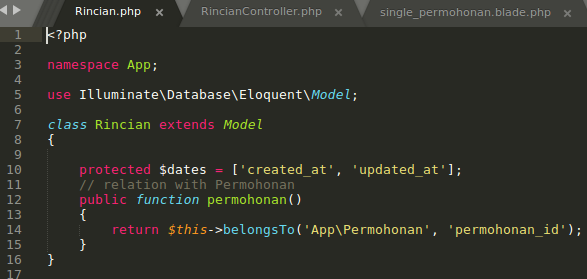 Rincian.php × RincianController.php × single_permohonan.blade.php ×
1 <?php
2
3 namespace App;
4
5 use Illuminate\Database\Eloquent\Model;
6
7 class Rincian extends Model
8 {
9
10 protected $dates = ['created_at', 'updated_at'];
11 // relation with Permohonan
12 public function permohonan()
13 {
14 return $this->belongsTo('App\Permohonan', 'permohonan_id');
15 }
16 }
17